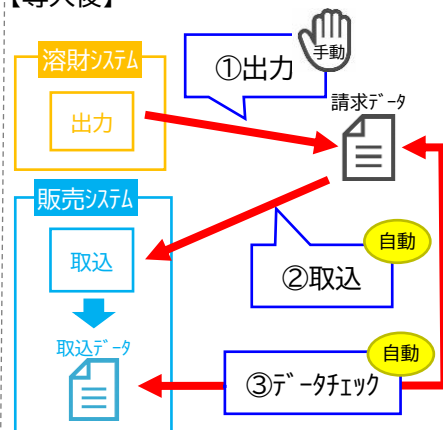 【導入後】
手動
溶財ｼｽﾃﾑ
①出力
出力
請求ﾃﾞｰﾀ
販売ｼｽﾃﾑ
自動
取込
②取込
取込ﾃﾞｰﾀ
自動
③ﾃﾞｰﾀﾁｪｯｸ